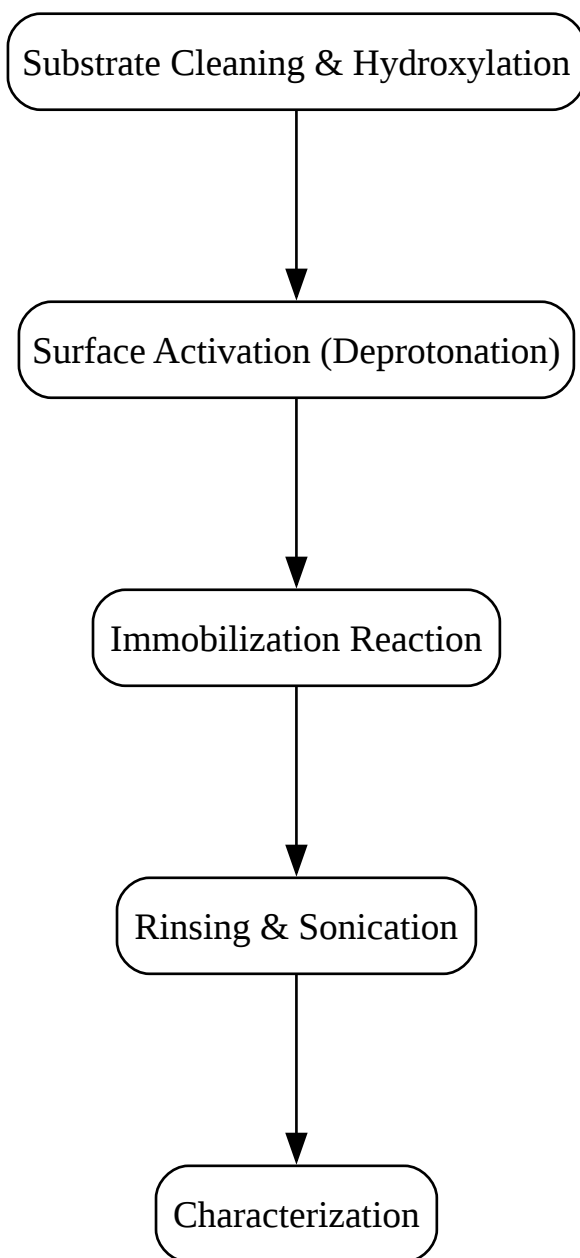 Substrate Cleaning & Hydroxylation
Surface Activation (Deprotonation)
Immobilization Reaction
Rinsing & Sonication
Characterization